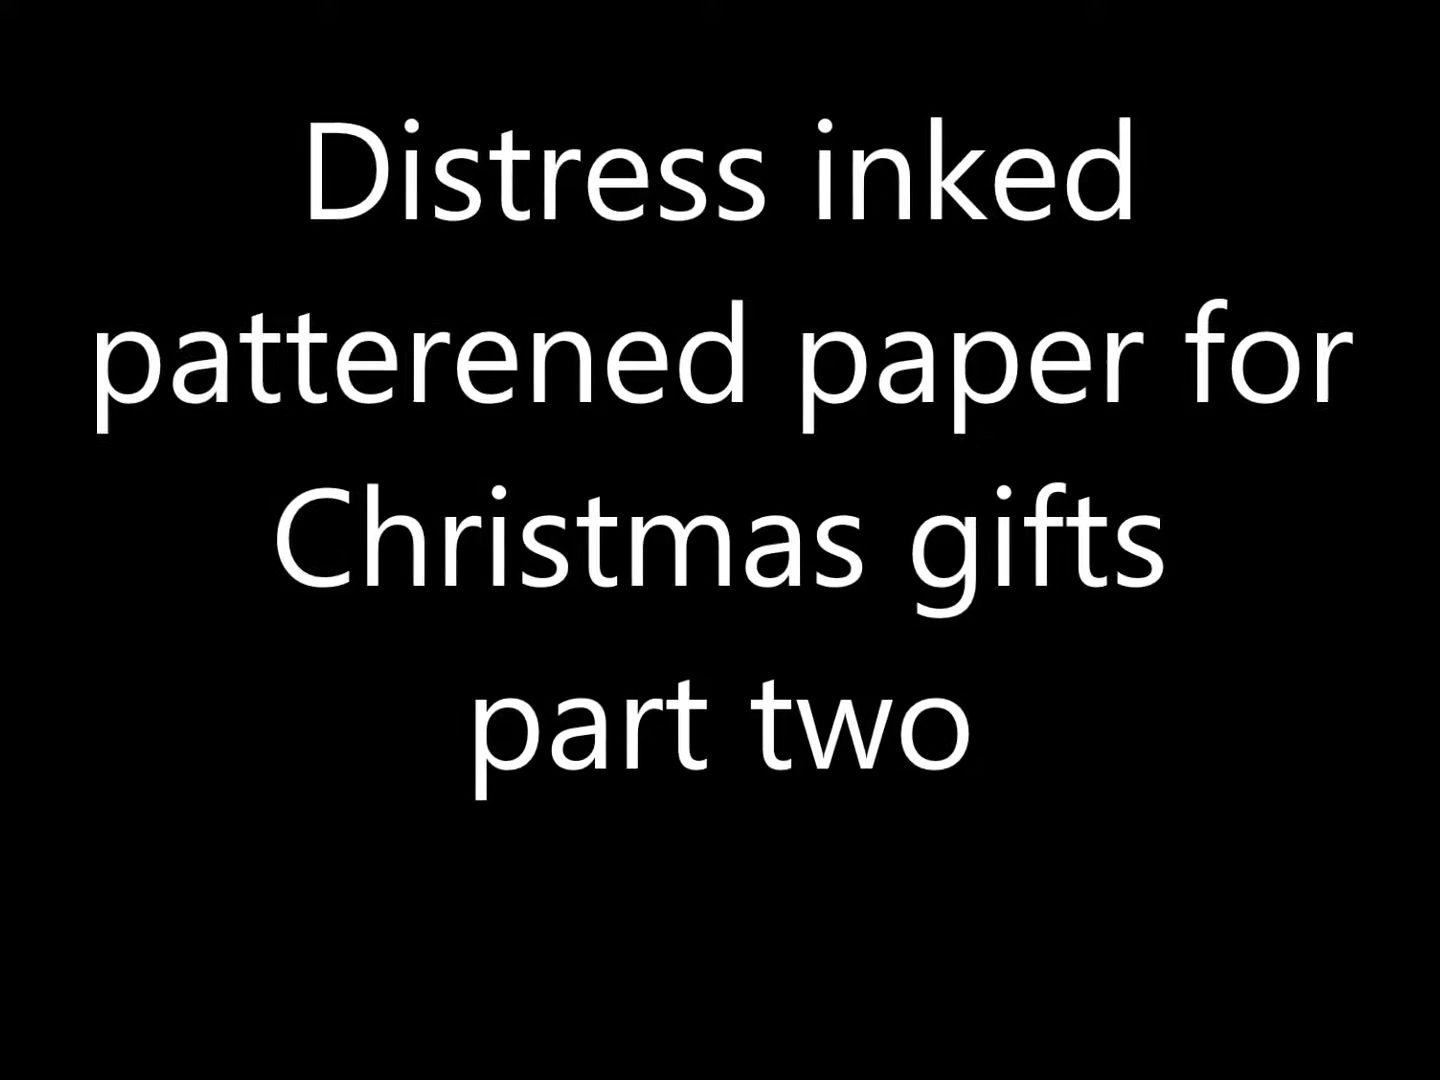 Distress inked
patterened paper for
Christmas gifts
part two